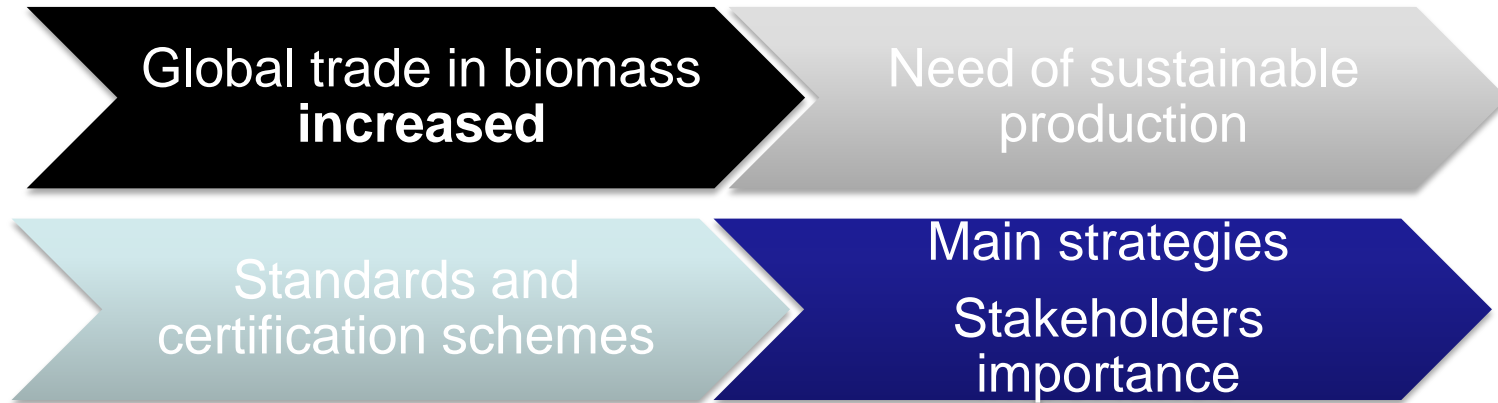 Global trade in biomass
increased
Need of sustainable
production
Standards and
certification schemes
Main strategies
Stakeholders
importance